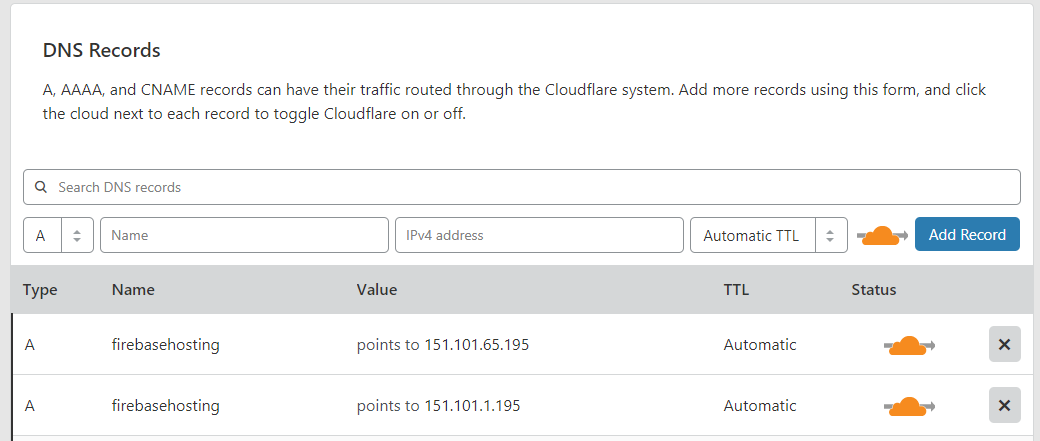 DNS Records
A, AAAA, and CNAME records can have their traffic routed through the Cloudflare system. Add more records using this form, and click
the cloud next to each record to toggle Cloudflare on or off.
Search DNS records
A Name IPv4 address Automatic TTL Add Record
Type Name Value TTL Status
A firebasehosting points to 151.101.65.195 Automatic
A firebasehosting points to 151.101.1.195 Automatic